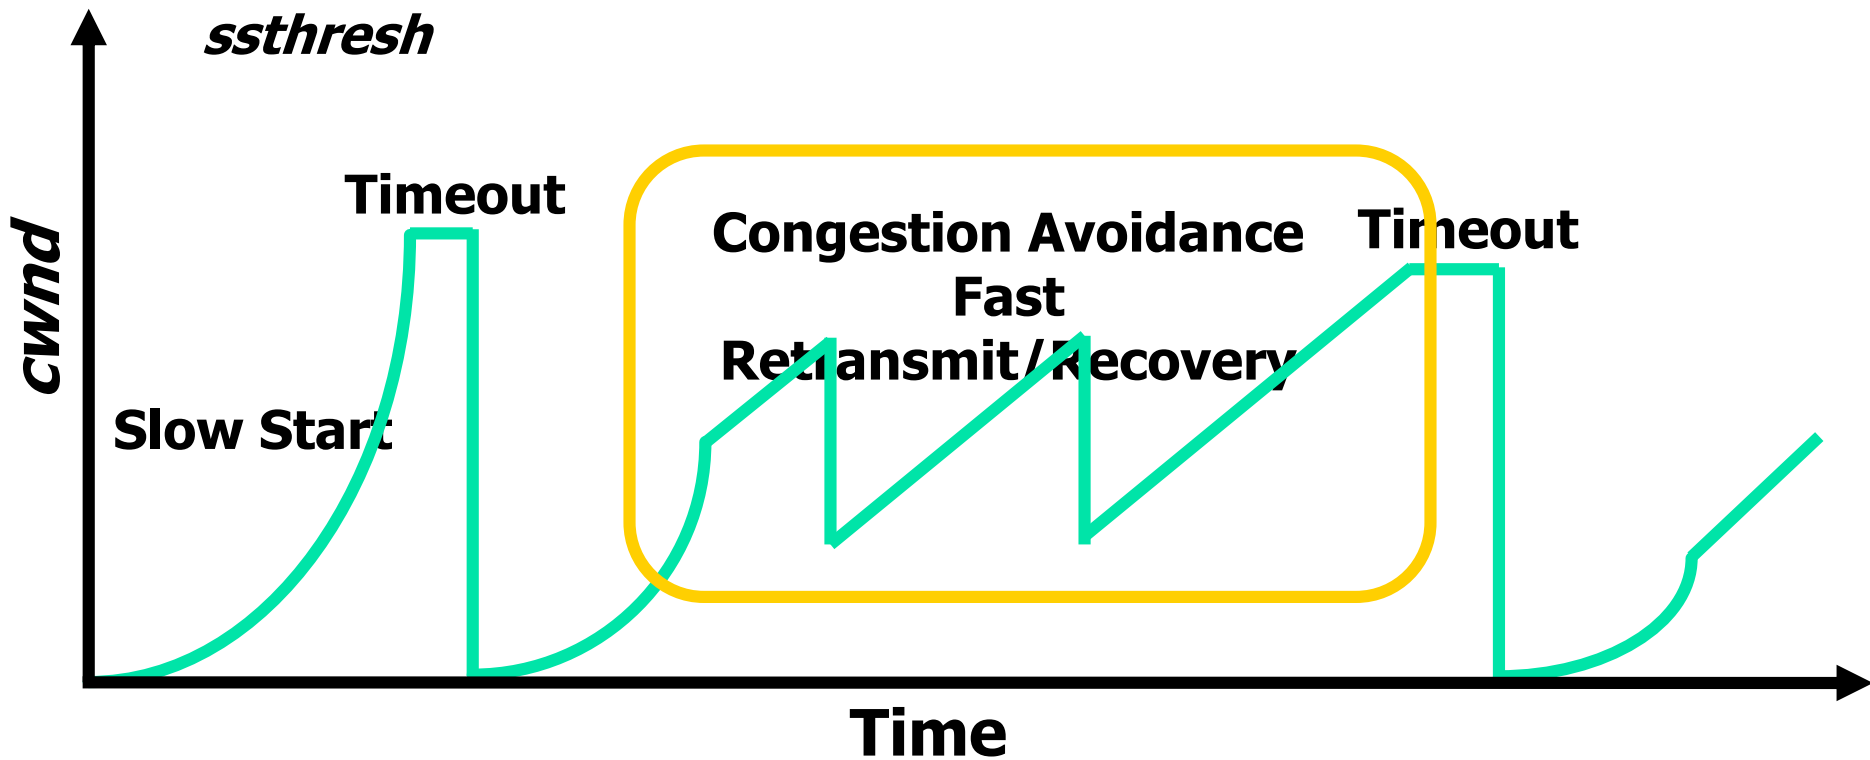 ssthresh
Timeout
Congestion Avoidance
Timeout
Fast
Retransmit/Recovery
cwnd
Slow Start
Time